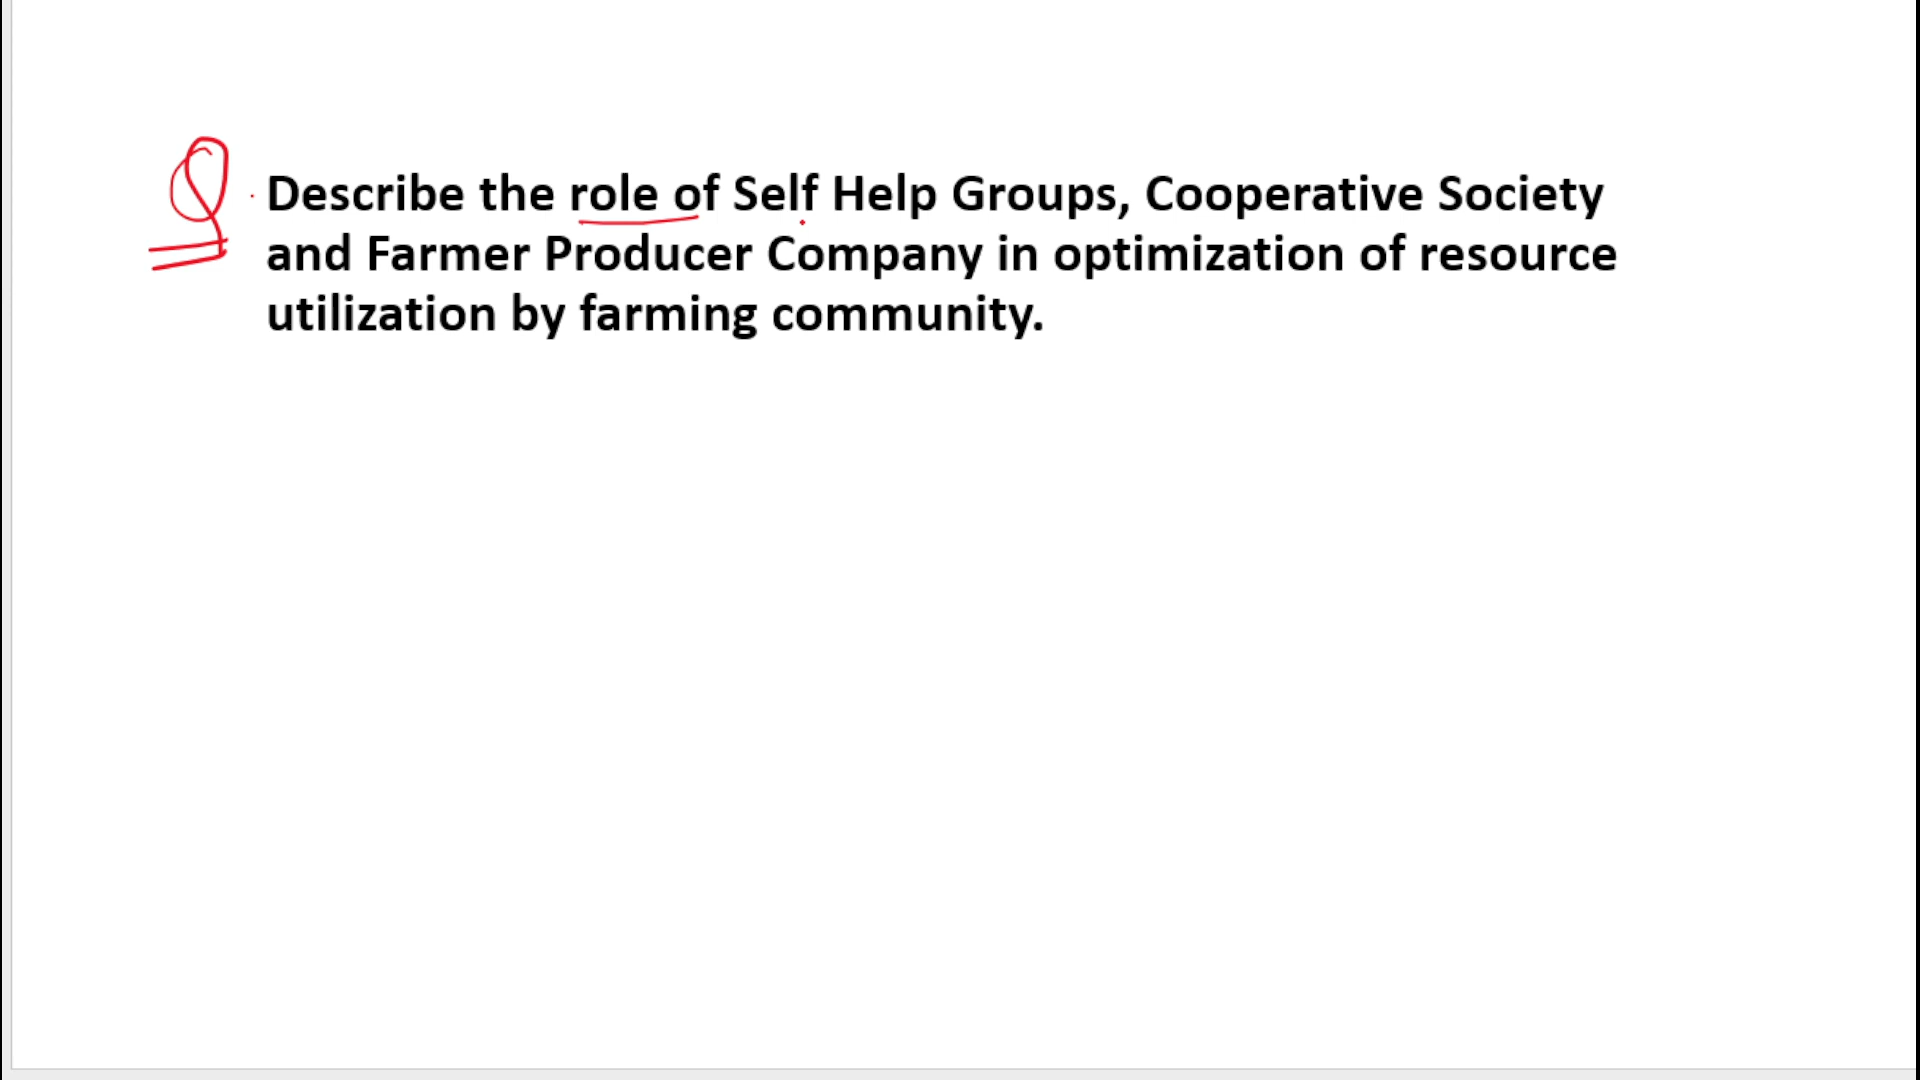 Q. Describe the role of Self Help Groups, Cooperative Society
and Farmer Producer Company in optimization of resource
utilization by farming community.